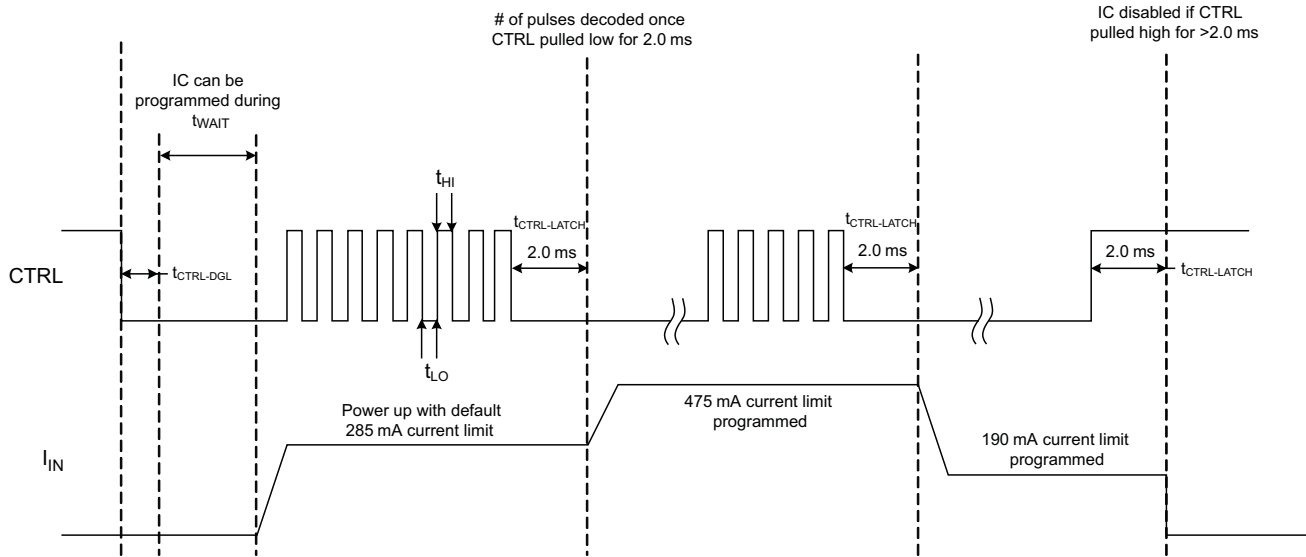 # of pulses decoded once
CTRL pulled low for 2.0 ms
IC disabled if CTRL
pulled high for >2.0 ms
IC can be
programmed during
tWAIT
tHI
tCTRL-LATCH
2.0 ms
tCTRL-LATCH
2.0 ms
2.0 ms
tCTRL-LATCH
CTRL
tCTRL-DGL
tLO
Power up with default
285 mA current limit
475 mA current limit
programmed
190 mA current limit
programmed
IIN